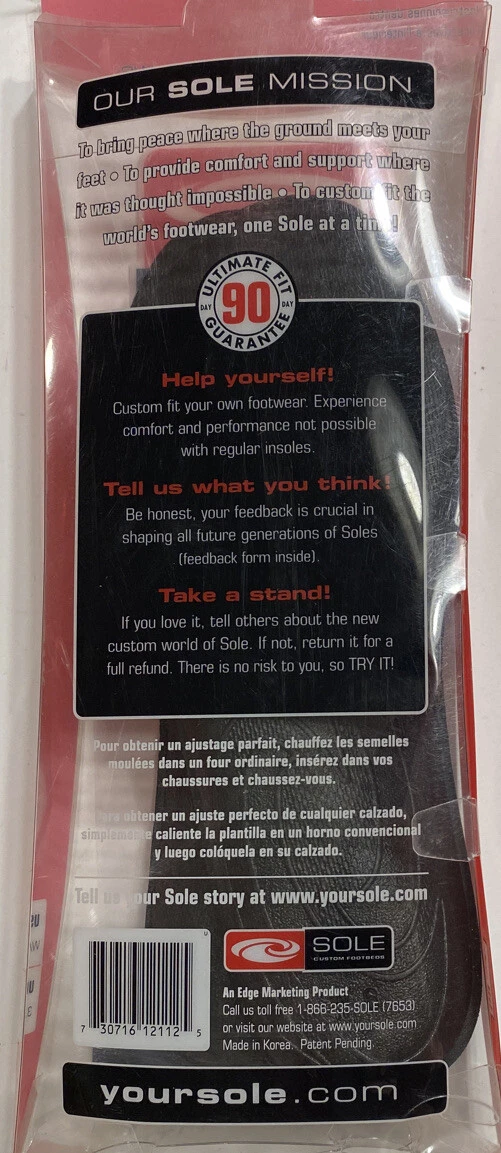 OUR SOLE MISSION
To bring peace where the ground meets your
feet • To provide comfort and support where
it was thought impossible • To custom fit the
world's footwear, one Sole at a time!
ULTIMATE FIT
DAY 90 DAY
GUARANTEE
Help yourself!
Custom fit your own footwear. Experience
comfort and performance not possible
with regular insoles.
Tell us what you think!
Be honest, your feedback is crucial in
shaping all future generations of Soles
(feedback form inside).
Take a stand!
If you love it, tell others about the new
custom world of Sole. If not, return it for a
full refund. There is no risk to you, so TRY IT!
Pour obtenir un ajustage parfait, chauffez les semelles
moulées dans un four ordinaire, insérez dans vos
chaussures et chaussez-vous.
Para obtener un ajuste perfecto de cualquier calzado,
simplemente caliente la plantilla en un horno convencional
y luego colóquela en su calzado.
Tell us your Sole story at www.yoursole.com
7 30716 12112 5
SOLE
CUSTOM FOOTBEDS
An Edge Marketing Product
Call us toll free 1-866-235-SOLE (7653)
or visit our website at www.yoursole.com
Made in Korea. Patent Pending.
yoursole.com